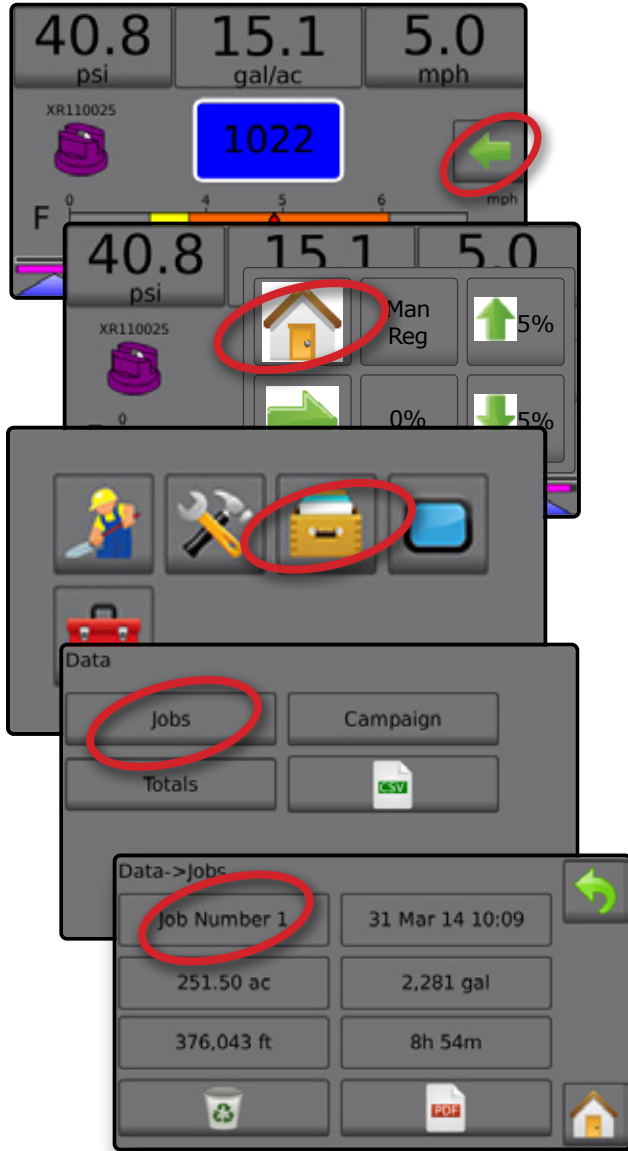 40.8 15.1 5.0
psi gal/ac mph
XR110025
1022
0 4 5 6 mph
F
40.8 15.1 5.0
psi
XR110025
Man
Reg
5%
0
0% 5%
Data
Jobs Campaign
Totals CSV
Data->Jobs
Job Number 1 31 Mar 14 10:09
251.50 ac 2,281 gal
376,043 ft 8h 54m
PDF